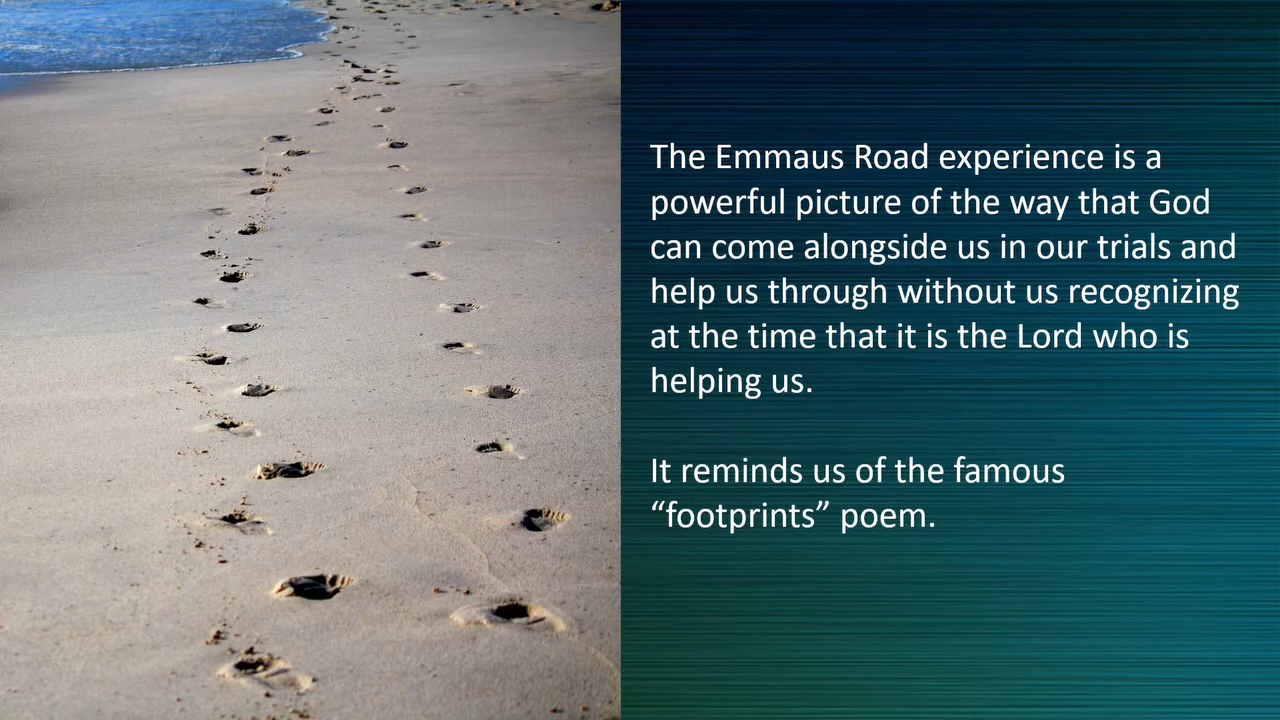 The Emmaus Road experience is a
powerful picture of the way that God
can come alongside us in our trials and
help us through without us recognizing
at the time that it is the Lord who is
helping us.
It reminds us of the famous
“footprints” poem.